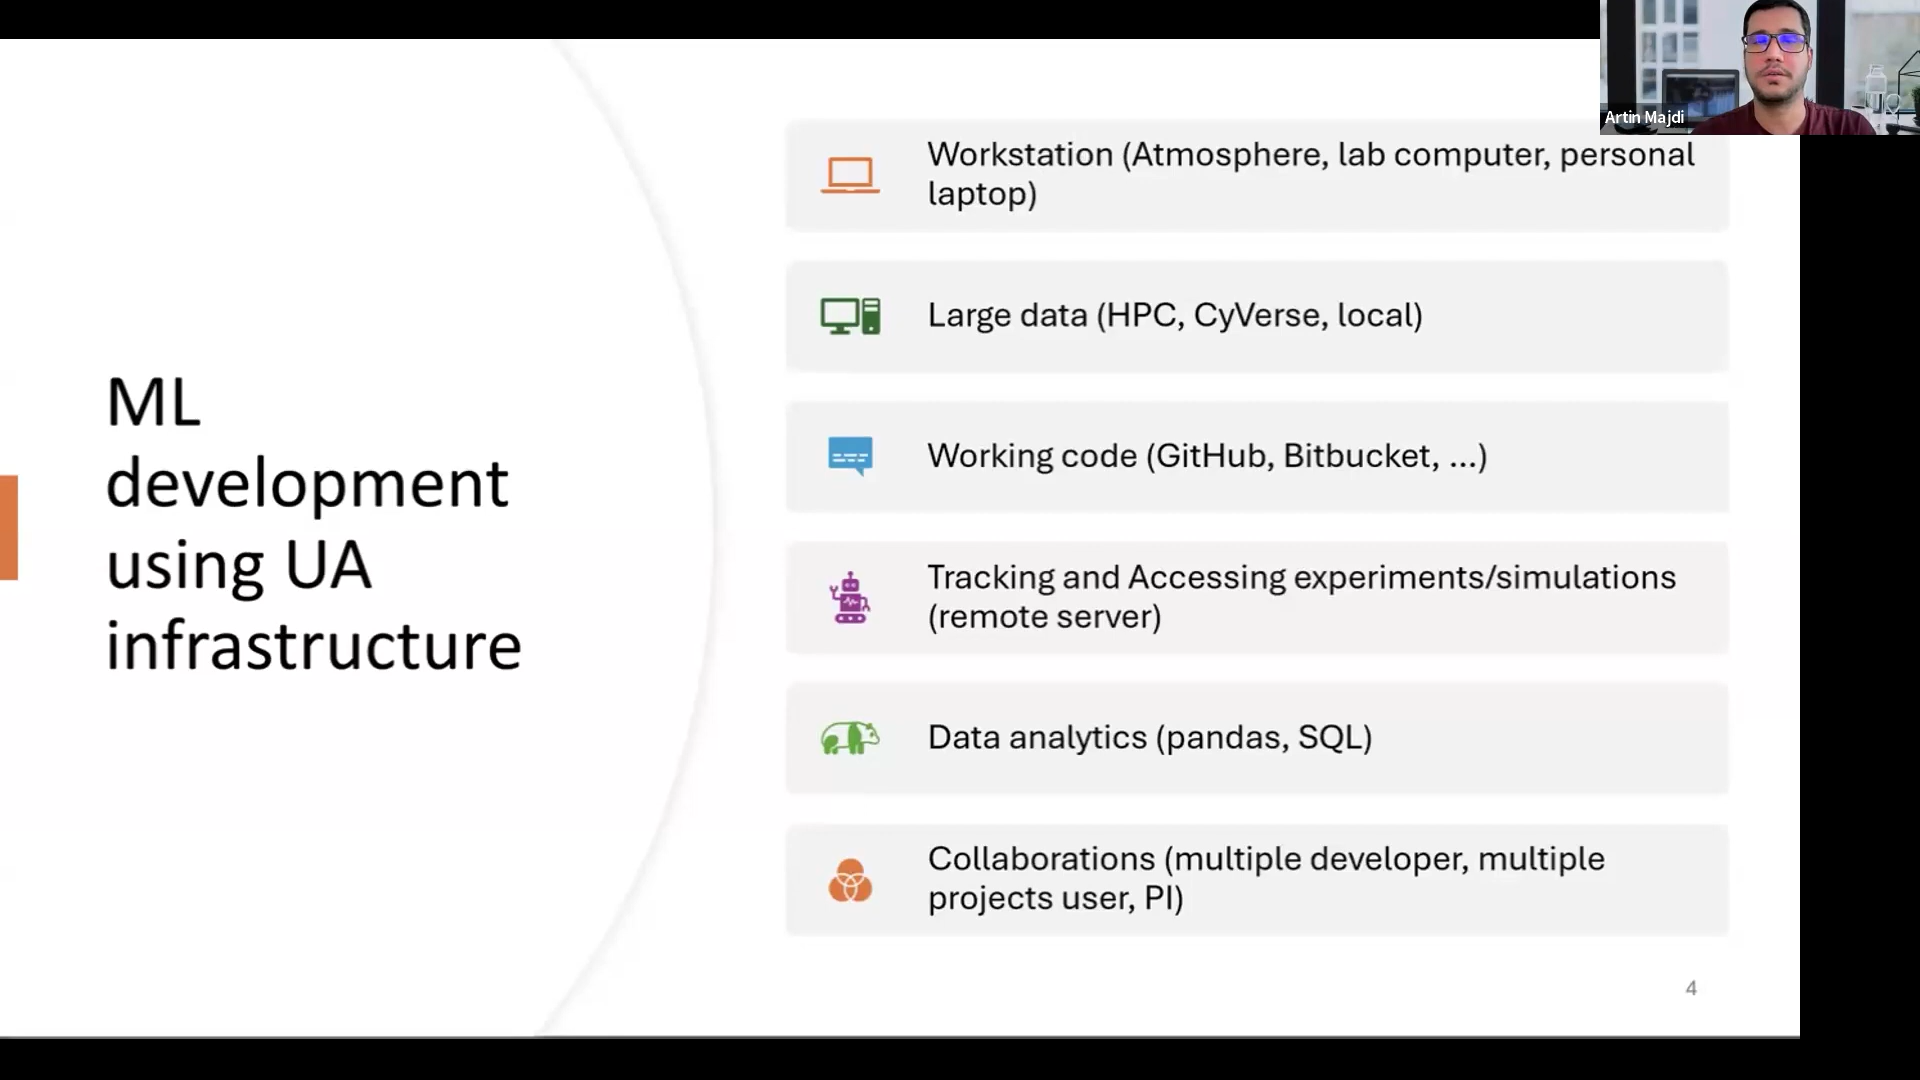 Artin Majdi
ML
development
using UA
infrastructure
Workstation (Atmosphere, lab computer, personal
laptop)
Large data (HPC, CyVerse, local)
Working code (GitHub, Bitbucket, ...)
Tracking and Accessing experiments/simulations
(remote server)
Data analytics (pandas, SQL)
Collaborations (multiple developer, multiple
projects user, PI)
4